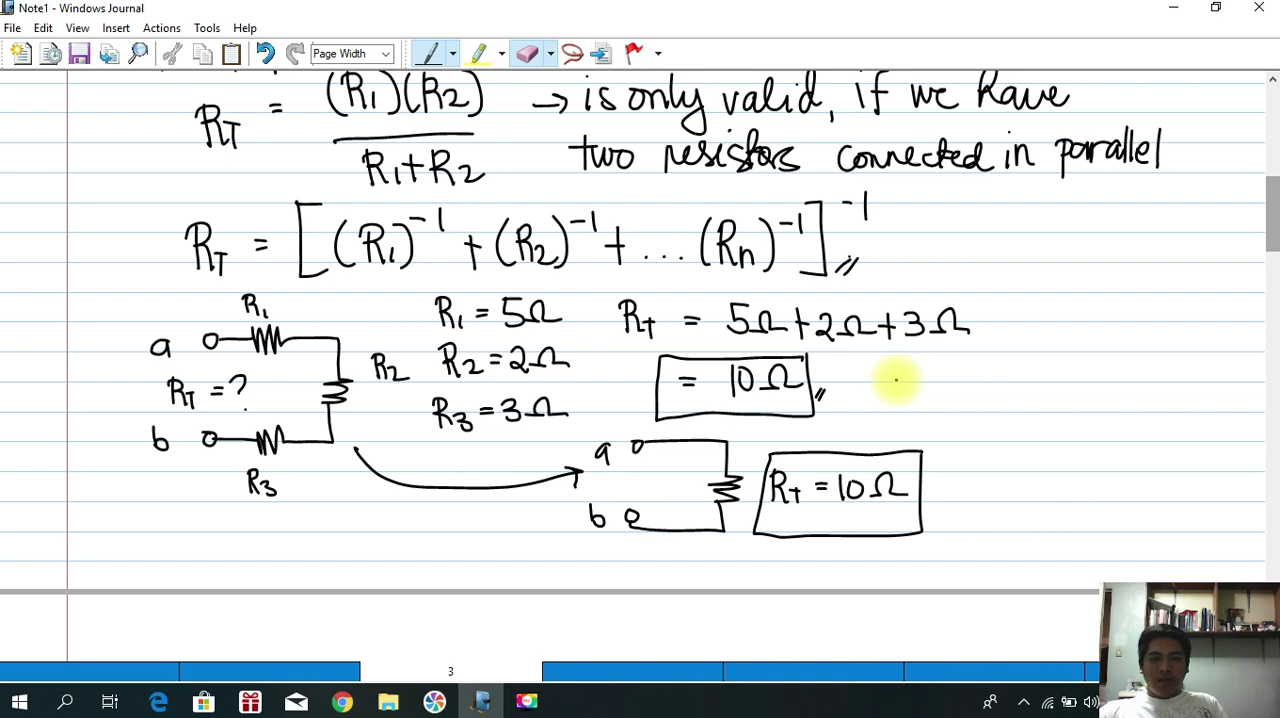 Note1 - Windows Journal
File Edit View Insert Actions Tools Help
Page Width
RT = (R1)(R2) → is only valid, if we have
R1+R2 two resistors connected in parallel
RT = [(R1)⁻¹ + (R2)⁻¹ + ... (Rn)⁻¹]⁻¹
R1
a
RT = ?
b
R3
R2
R1 = 5Ω
R2 = 2Ω
R3 = 3Ω
RT = 5Ω + 2Ω + 3Ω
= 10Ω
a
b
RT = 10Ω
3